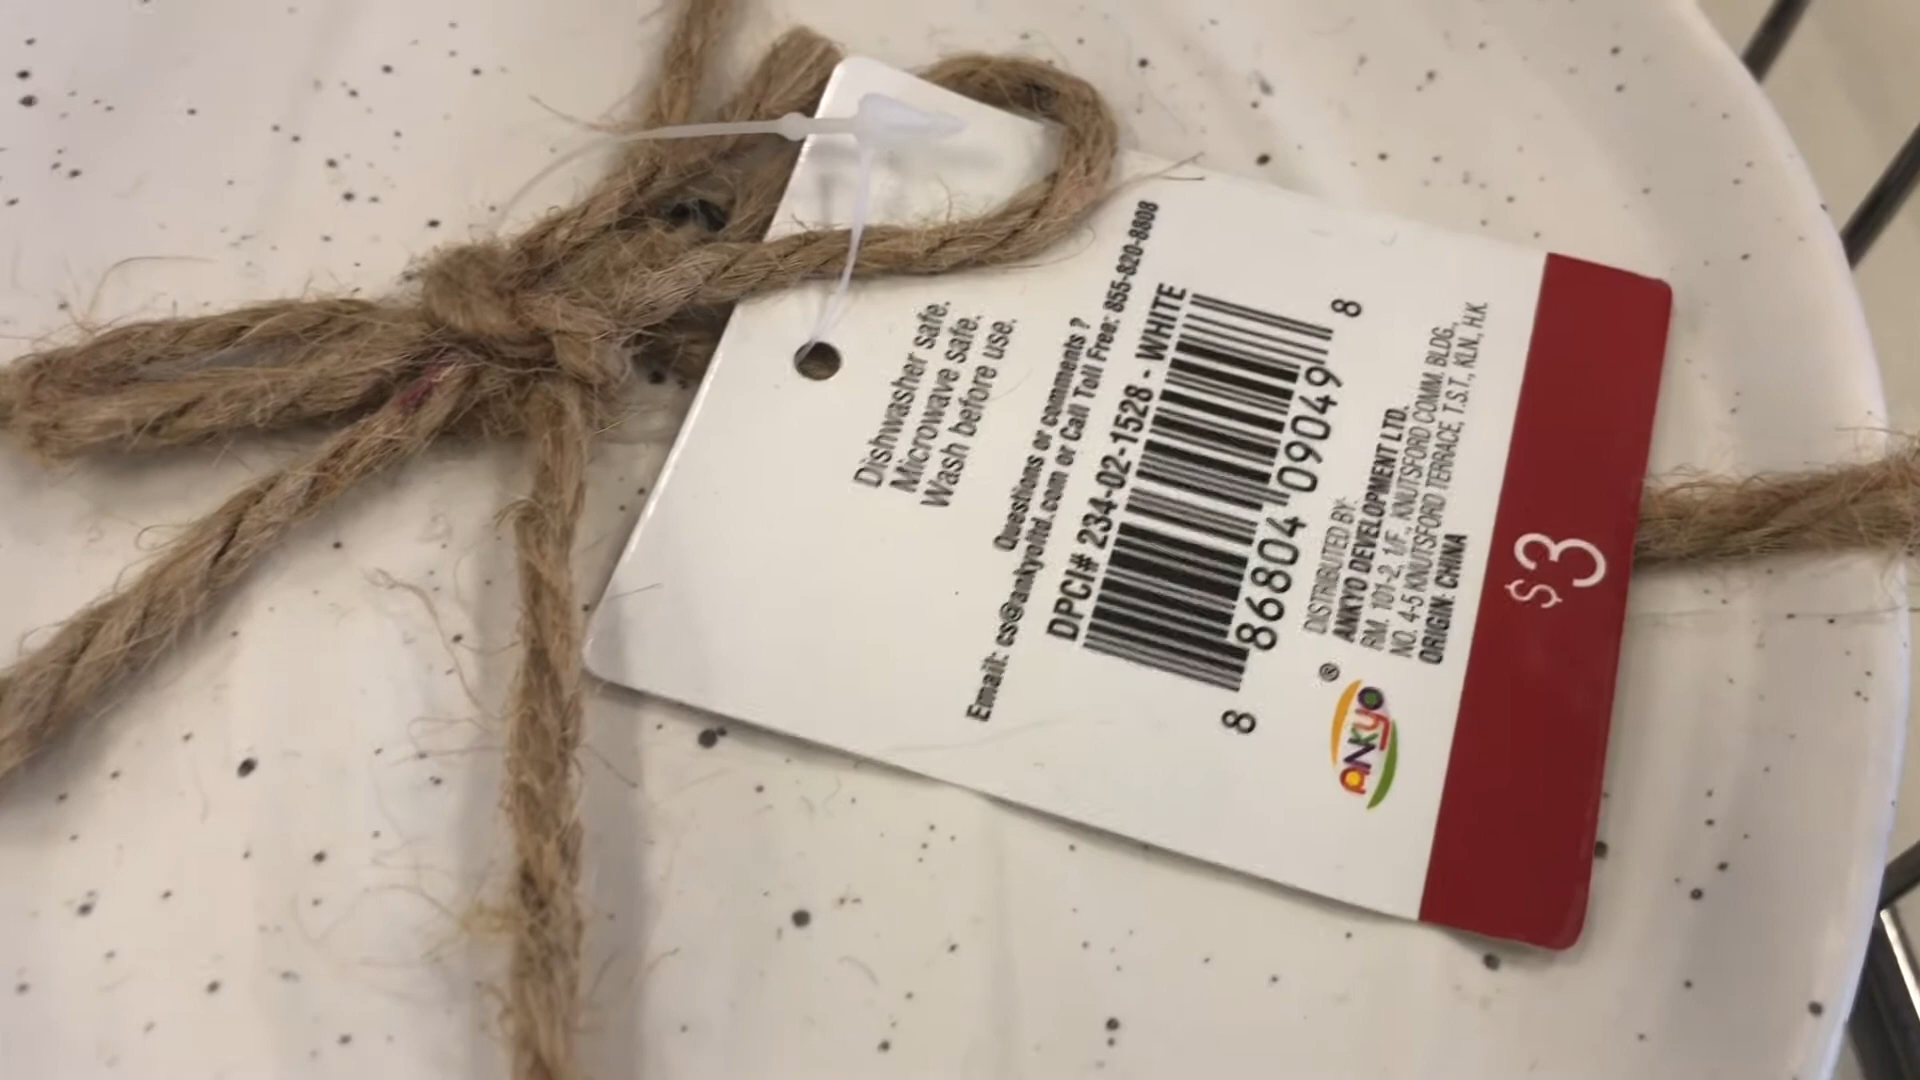 Dishwasher safe.
Microwave safe.
Wash before use.
Questions or comments ?
Email: cs@ankyoltd.com or Call Toll Free: 855-820-8808
DPCI# 234-02-1528 - WHITE
8 86804 09049 8
DISTRIBUTED BY:
ANKYO DEVELOPMENT LTD.
RM. 101-2, 1/F., KNUTSFORD COMM. BLDG.,
NO. 4-5 KNUTSFORD TERRACE, T.S.T., KLN., H.K.
ORIGIN: CHINA
ANKYO ®
$3